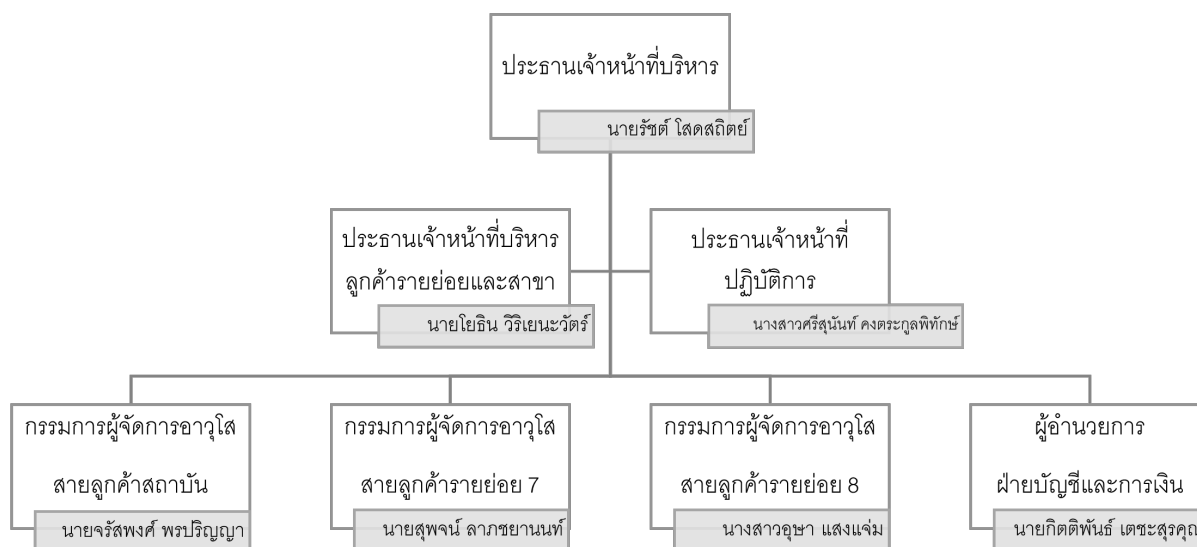 ประธานเจ้าหน้าที่บริหาร
นายรัชต์ โสดสถิตย์
ประธานเจ้าหน้าที่บริหาร
ลูกค้ารายย่อยและสาขา
นายโยธิน วิริเยนะวัตร์
ประธานเจ้าหน้าที่
ปฏิบัติการ
นางสาวศรีสุนันท์ คงตระกูลพิทักษ์
กรรมการผู้จัดการอาวุโส
สายลูกค้าสถาบัน
นายจรัสพงศ์ พรปริญญา
กรรมการผู้จัดการอาวุโส
สายลูกค้ารายย่อย 7
นายสุพจน์ ลาภชยานนท์
กรรมการผู้จัดการอาวุโส
สายลูกค้ารายย่อย 8
นางสาวอุษา แสงแจ่ม
ผู้อำนวยการ
ฝ่ายบัญชีและการเงิน
นายกิตติพันธ์ เตชะสุรคุณ